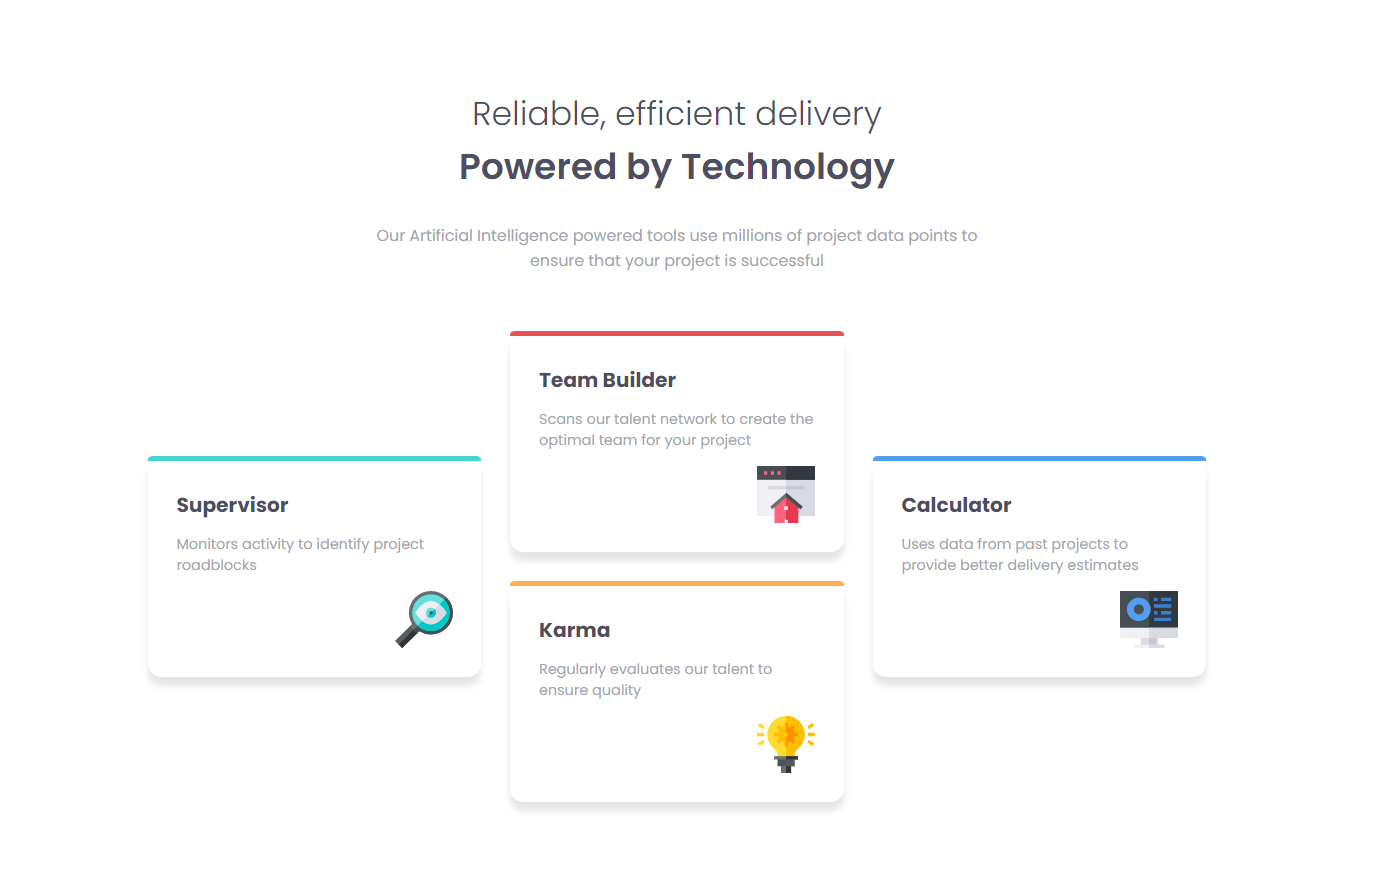 Reliable, efficient delivery
Powered by Technology
Our Artificial Intelligence powered tools use millions of project data points to
ensure that your project is successful
Supervisor
Monitors activity to identify project
roadblocks
Team Builder
Scans our talent network to create the
optimal team for your project
Karma
Regularly evaluates our talent to
ensure quality
Calculator
Uses data from past projects to
provide better delivery estimates